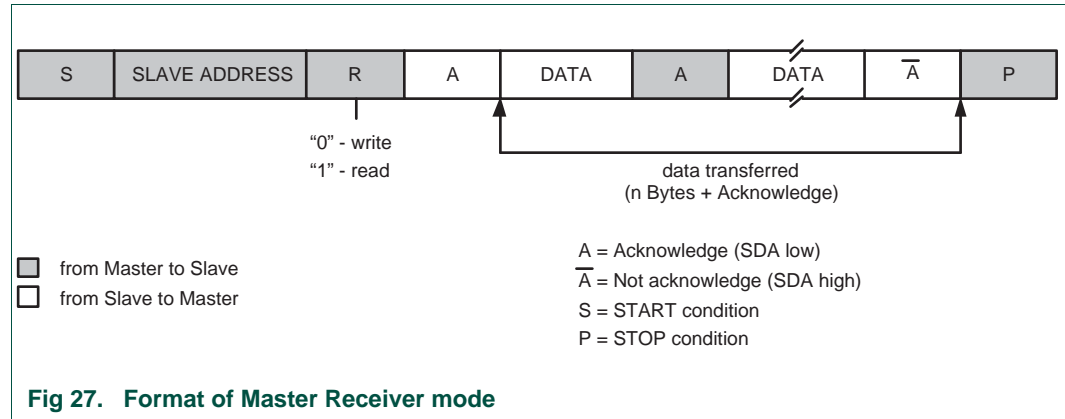 S SLAVE ADDRESS R A DATA A DATA A̅ P
“0” - write
“1” - read
data transferred
(n Bytes + Acknowledge)
from Master to Slave
from Slave to Master
A = Acknowledge (SDA low)
A̅ = Not acknowledge (SDA high)
S = START condition
P = STOP condition
Fig 27. Format of Master Receiver mode